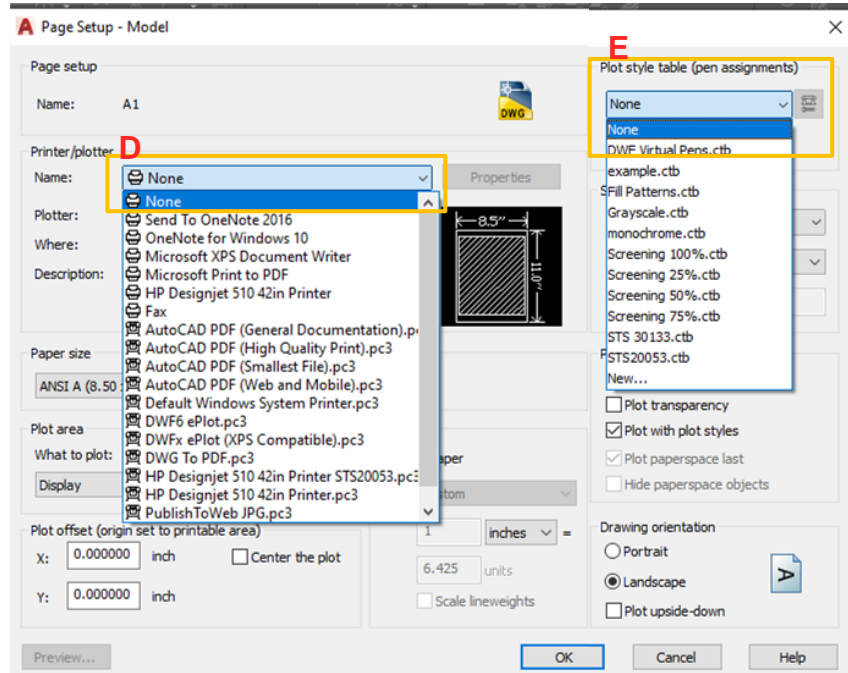 Page Setup - Model
Page setup
Name: A1
DWG
E
Plot style table (pen assignments)
None
None
DWF Virtual Pens.ctb
example.ctb
Fill Patterns.ctb
Grayscale.ctb
monochrome.ctb
Screening 100%.ctb
Screening 25%.ctb
Screening 50%.ctb
Screening 75%.ctb
STS 30133.ctb
STS20053.ctb
New...
D
Printer/plotter
Name: None Properties
Plotter:
Where:
Description:
None
Send To OneNote 2016
OneNote for Windows 10
Microsoft XPS Document Writer
Microsoft Print to PDF
HP Designjet 510 42in Printer
Fax
AutoCAD PDF (General Documentation).p
AutoCAD PDF (High Quality Print).pc3
AutoCAD PDF (Smallest File).pc3
AutoCAD PDF (Web and Mobile).pc3
Default Windows System Printer.pc3
DWF6 ePlot.pc3
DWFx ePlot (XPS Compatible).pc3
DWG To PDF.pc3
HP Designjet 510 42in Printer STS20053.pc3
HP Designjet 510 42in Printer.pc3
PublishToWeb JPG.pc3
8.5''
11.0''
Paper size
ANSI A (8.50
Plot area
What to plot:
Display
aper
tom
1 inches =
6.425 units
Scale lineweights
Plot offset (origin set to printable area)
X: 0.000000 inch Center the plot
Y: 0.000000 inch
Plot transparency
Plot with plot styles
Plot paperspace last
Hide paperspace objects
Drawing orientation
Portrait
Landscape
A
Plot upside-down
Preview... OK Cancel Help